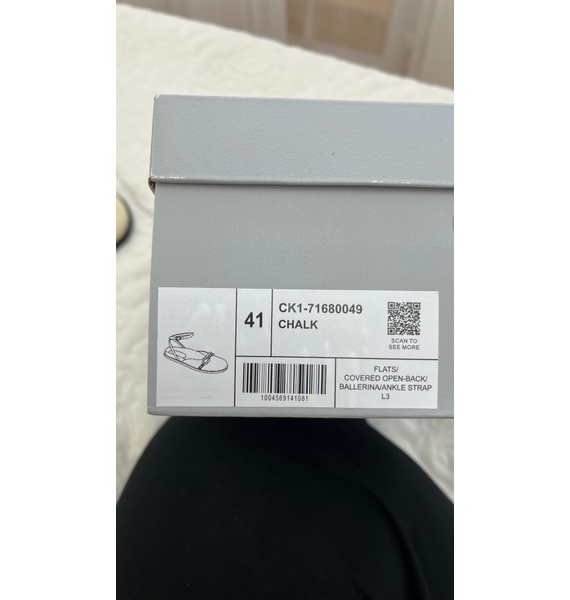 41
CK1-71680049
CHALK
SCAN TO
SEE MORE
1004569141081
FLATS/
COVERED OPEN-BACK/
BALLERINA/ANKLE STRAP
L3